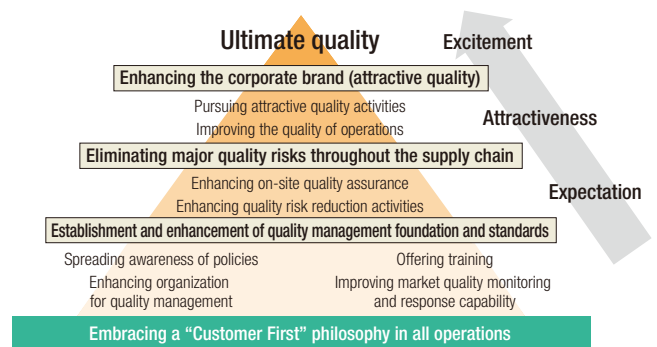 Ultimate quality
Excitement
Enhancing the corporate brand (attractive quality)
Pursuing attractive quality activities
Improving the quality of operations
Attractiveness
Eliminating major quality risks throughout the supply chain
Enhancing on-site quality assurance
Enhancing quality risk reduction activities
Expectation
Establishment and enhancement of quality management foundation and standards
Spreading awareness of policies
Enhancing organization
for quality management
Offering training
Improving market quality monitoring
and response capability
Embracing a “Customer First” philosophy in all operations